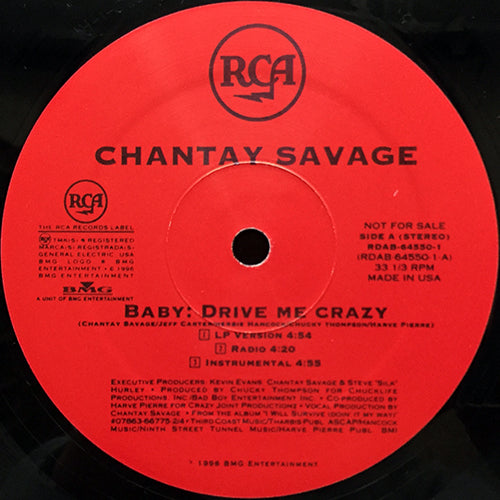 RCA
CHANTAY SAVAGE
RCA
THE RCA RECORDS LABEL
TMK(S) ® REGISTERED
MARCA(S) REGISTRADA(S)
GENERAL ELECTRIC USA
BMG LOGO ® BMG
ENTERTAINMENT • © 1996
BMG ENTERTAINMENT
BMG
A UNIT OF BMG ENTERTAINMENT
NOT FOR SALE
SIDE A (STEREO)
RDAB-64550-1
(RDAB-64550-1-A)
33 1/3 RPM
MADE IN USA
BABY: DRIVE ME CRAZY
(CHANTAY SAVAGE/JEFF CARTER/HERBIE HANCOCK/CHUCKY THOMPSON/HARVE PIERRE)
1 LP VERSION 4:54
2 RADIO 4:20
3 INSTRUMENTAL 4:55
EXECUTIVE PRODUCERS: KEVIN EVANS CHANTAY SAVAGE & STEVE "SILK"
HURLEY • PRODUCED BY CHUCKY THOMPSON FOR CHUCKLIFE
PRODUCTIONS, INC/BAD BOY ENTERTAINMENT INC. • CO-PRODUCED BY
HARVE PIERRE FOR CRAZY JOINT PRODUCTIONZ • VOCAL PRODUCTION BY
CHANTAY SAVAGE • FROM THE ALBUM "I WILL SURVIVE (DOIN' IT MY WAY)"
#07863-66775-2/4 • THIRD COAST MUSIC/THARBIS PUBL. ASCAP/HANCOCK
MUSIC/NINTH STREET TUNNEL MUSIC/HARVE PIERRE PUBL. BMI
1996 BMG ENTERTAINMENT